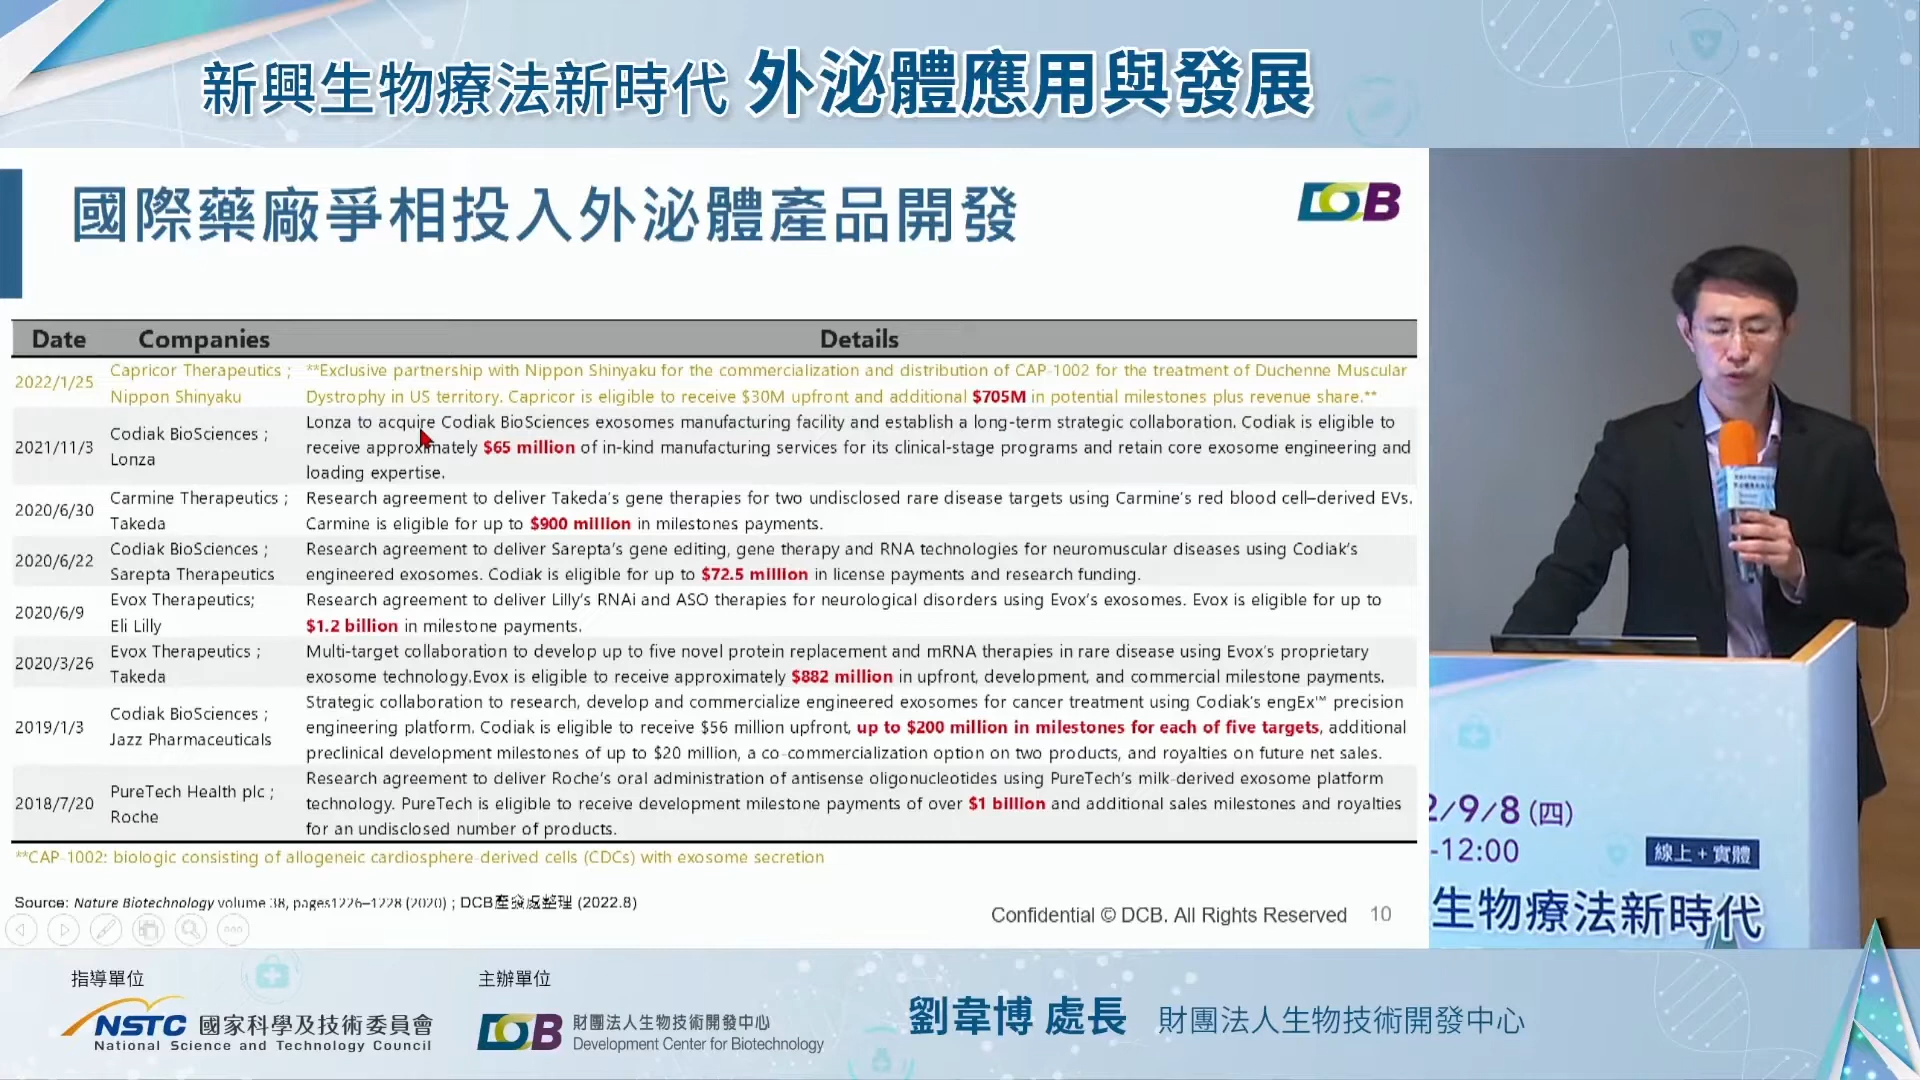 新興生物療法新時代 外泌體應用與發展
國際藥廠爭相投入外泌體產品開發
DCB
Date Companies Details
2022/1/25 Capricor Therapeutics ; Nippon Shinyaku **Exclusive partnership with Nippon Shinyaku for the commercialization and distribution of CAP-1002 for the treatment of Duchenne Muscular
Dystrophy in US territory. Capricor is eligible to receive $30M upfront and additional $705M in potential milestones plus revenue share.**
2021/11/3 Codiak BioSciences ; Lonza Lonza to acquire Codiak BioSciences exosomes manufacturing facility and establish a long-term strategic collaboration. Codiak is eligible to
receive approximately $65 million of in-kind manufacturing services for its clinical-stage programs and retain core exosome engineering and
loading expertise.
2020/6/30 Carmine Therapeutics ; Takeda Research agreement to deliver Takeda's gene therapies for two undisclosed rare disease targets using Carmine's red blood cell–derived EVs.
Carmine is eligible for up to $900 million in milestones payments.
2020/6/22 Codiak BioSciences ; Sarepta Therapeutics Research agreement to deliver Sarepta's gene editing, gene therapy and RNA technologies for neuromuscular diseases using Codiak's
engineered exosomes. Codiak is eligible for up to $72.5 million in license payments and research funding.
2020/6/9 Evox Therapeutics; Eli Lilly Research agreement to deliver Lilly's RNAi and ASO therapies for neurological disorders using Evox's exosomes. Evox is eligible for up to
$1.2 billion in milestone payments.
2020/3/26 Evox Therapeutics ; Takeda Multi-target collaboration to develop up to five novel protein replacement and mRNA therapies in rare disease using Evox's proprietary
exosome technology.Evox is eligible to receive approximately $882 million in upfront, development, and commercial milestone payments.
2019/1/3 Codiak BioSciences ; Jazz Pharmaceuticals Strategic collaboration to research, develop and commercialize engineered exosomes for cancer treatment using Codiak's engEx™ precision
engineering platform. Codiak is eligible to receive $56 million upfront, up to $200 million in milestones for each of five targets, additional
preclinical development milestones of up to $20 million, a co-commercialization option on two products, and royalties on future net sales.
2018/7/20 PureTech Health plc ; Roche Research agreement to deliver Roche's oral administration of antisense oligonucleotides using PureTech's milk-derived exosome platform
technology. PureTech is eligible to receive development milestone payments of over $1 billion and additional sales milestones and royalties
for an undisclosed number of products.
**CAP-1002: biologic consisting of allogeneic cardiosphere-derived cells (CDCs) with exosome secretion
Source: Nature Biotechnology volume 38, pages1226–1228 (2020) ; DCB產資處整理 (2022.8)
Confidential © DCB. All Rights Reserved 10
2/9/8 (四)
-12:00
線上+實體
生物療法新時代
指導單位
NSTC 國家科學及技術委員會
National Science and Technology Council
主辦單位
DCB 財團法人生物技術開發中心
Development Center for Biotechnology
劉韋博 處長 財團法人生物技術開發中心